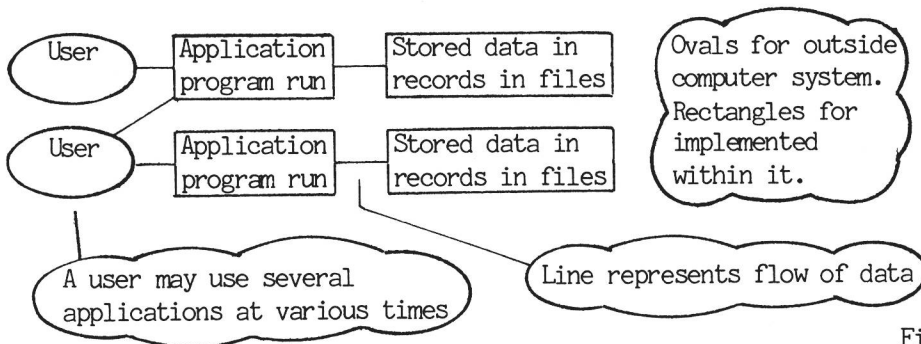 User
Application
program run
Stored data in
records in files
Ovals for outside
computer system.
Rectangles for
implemented
within it.
User
Application
program run
Stored data in
records in files
A user may use several
applications at various times
Line represents flow of data
Fi